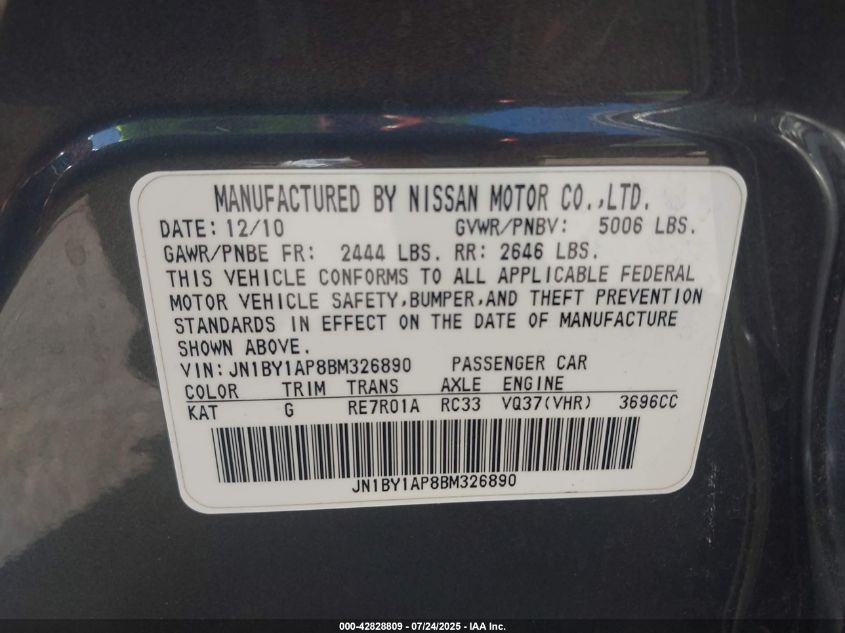 MANUFACTURED BY NISSAN MOTOR CO.,LTD.
DATE: 12/10 GVWR/PNBV: 5006 LBS.
GAWR/PNBE FR: 2444 LBS. RR: 2646 LBS.
THIS VEHICLE CONFORMS TO ALL APPLICABLE FEDERAL
MOTOR VEHICLE SAFETY,BUMPER,AND THEFT PREVENTION
STANDARDS IN EFFECT ON THE DATE OF MANUFACTURE
SHOWN ABOVE.
VIN:JN1BY1AP8BM326890 PASSENGER CAR
COLOR TRIM TRANS AXLE ENGINE
KAT G RE7R01A RC33 VQ37(VHR) 3696CC
JN1BY1AP8BM326890
000-42828809 - 07/24/2025 - IAA Inc.